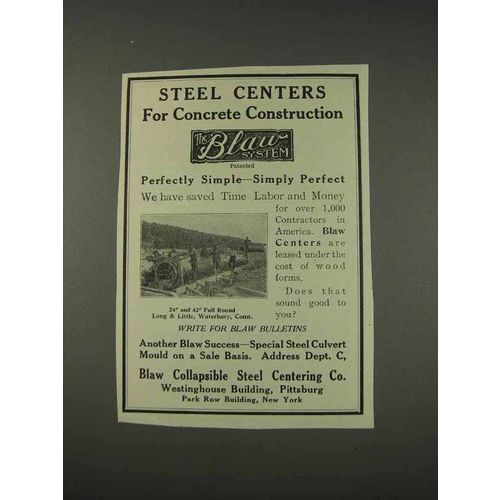 STEEL CENTERS
For Concrete Construction
The Blaw
SYSTEM
Patented
Perfectly Simple—Simply Perfect
We have saved Time Labor and Money
for over 1,000
Contractors in
America. Blaw
Centers are
leased under the
cost of wood
forms.
Does that
sound good to
you?
24" and 42" Full Round
Long & Little, Waterbury, Conn.
WRITE FOR BLAW BULLETINS
Another Blaw Success—Special Steel Culvert
Mould on a Sale Basis. Address Dept. C,
Blaw Collapsible Steel Centering Co.
Westinghouse Building, Pittsburg
Park Row Building, New York